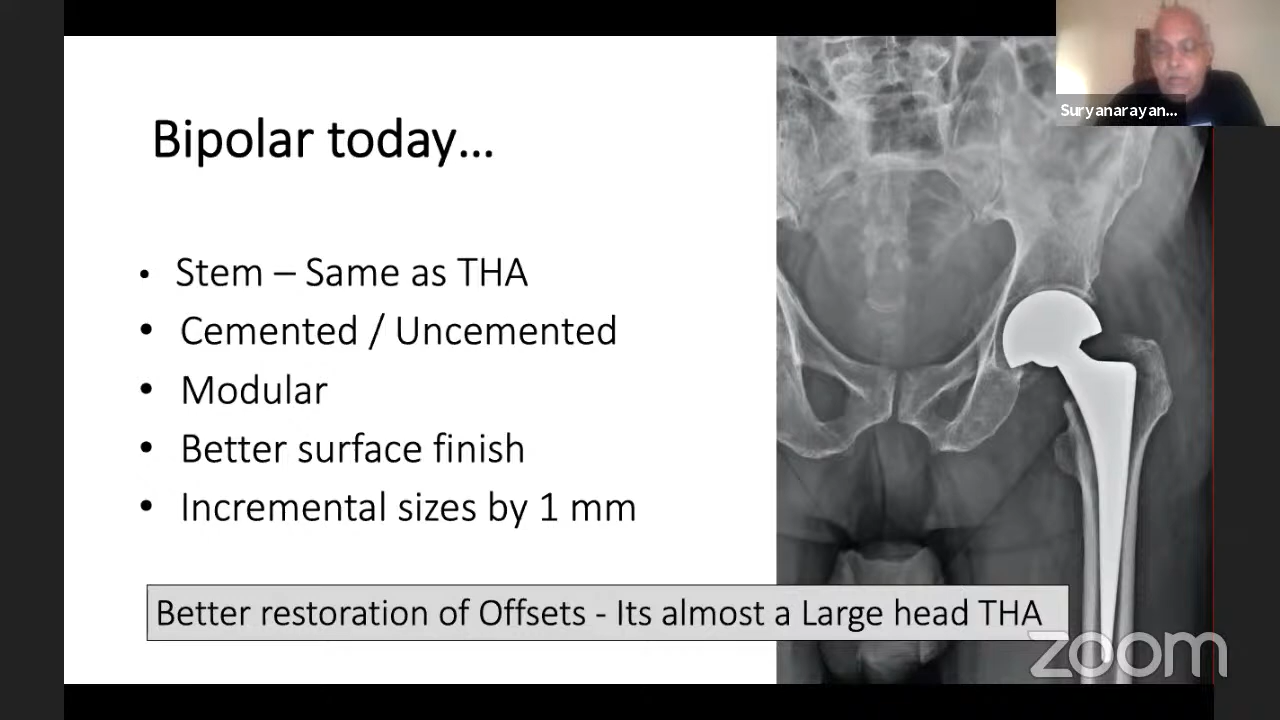 Bipolar today...
• Stem – Same as THA
• Cemented / Uncemented
• Modular
• Better surface finish
• Incremental sizes by 1 mm
Better restoration of Offsets - Its almost a Large head THA
Suryanarayan...
zoom